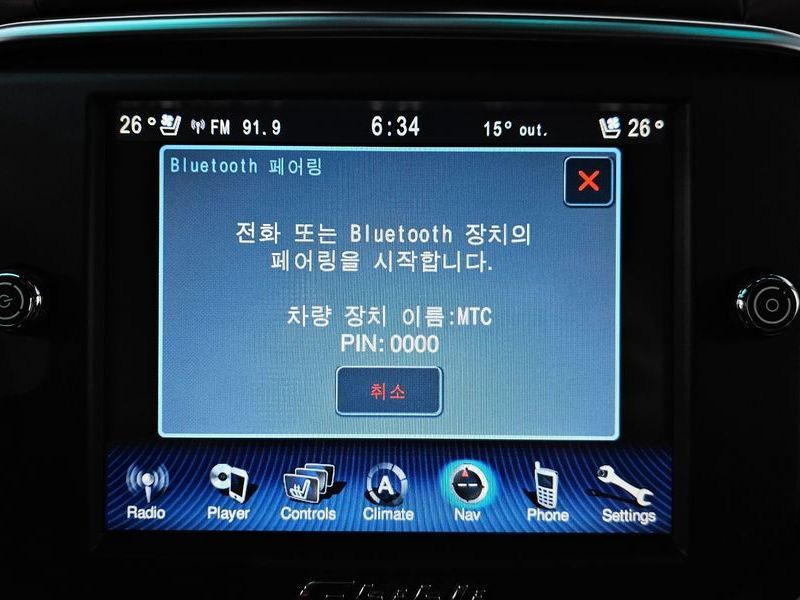 26° FM 91.9 6:34 15° out. 26°
Bluetooth 페어링
전화 또는 Bluetooth 장치의
페어링을 시작합니다.
차량 장치 이름:MTC
PIN: 0000
취소
Radio Player Controls A Climate Nav Phone Settings